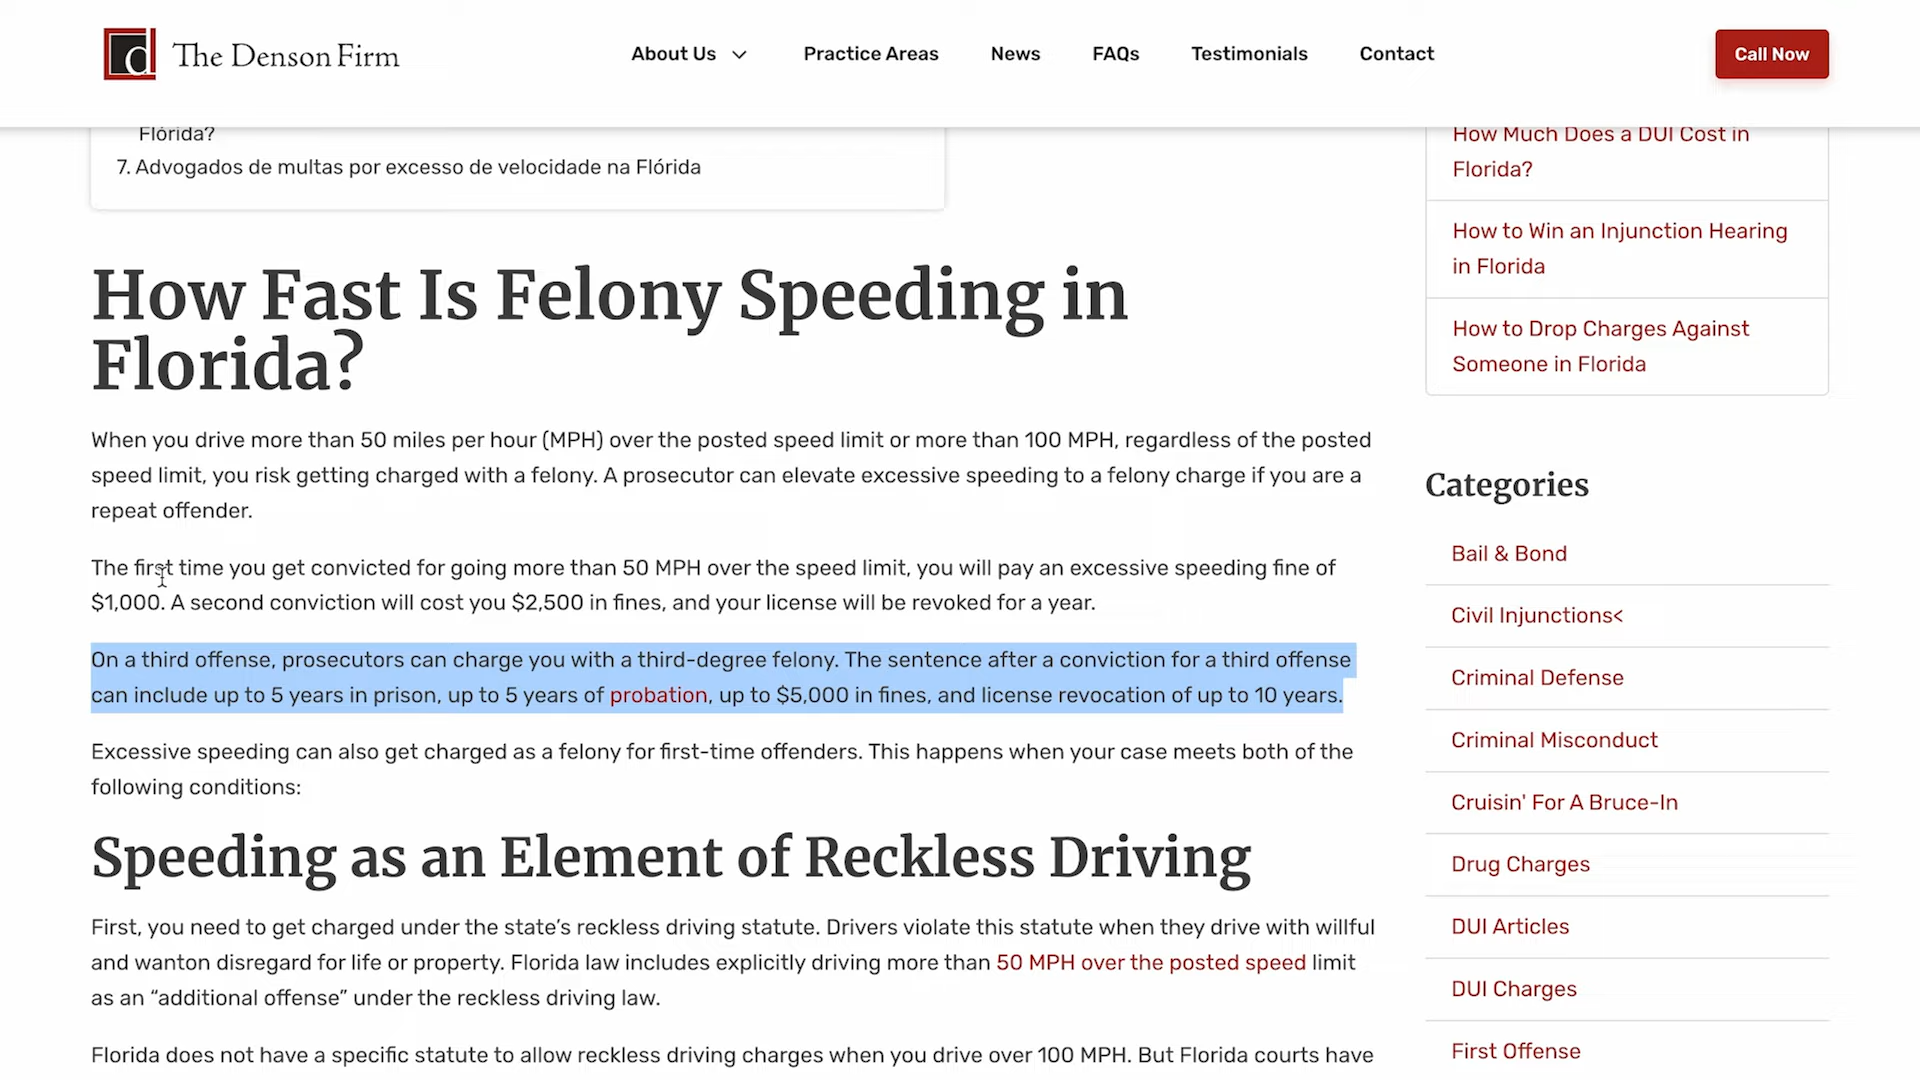 d The Denson Firm
About Us
Practice Areas
News
FAQs
Testimonials
Contact
Call Now
Flórida?
7. Advogados de multas por excesso de velocidade na Flórida
How Fast Is Felony Speeding in
Florida?
When you drive more than 50 miles per hour (MPH) over the posted speed limit or more than 100 MPH, regardless of the posted
speed limit, you risk getting charged with a felony. A prosecutor can elevate excessive speeding to a felony charge if you are a
repeat offender.
The first time you get convicted for going more than 50 MPH over the speed limit, you will pay an excessive speeding fine of
$1,000. A second conviction will cost you $2,500 in fines, and your license will be revoked for a year.
On a third offense, prosecutors can charge you with a third-degree felony. The sentence after a conviction for a third offense
can include up to 5 years in prison, up to 5 years of probation, up to $5,000 in fines, and license revocation of up to 10 years.
Excessive speeding can also get charged as a felony for first-time offenders. This happens when your case meets both of the
following conditions:
Speeding as an Element of Reckless Driving
First, you need to get charged under the state’s reckless driving statute. Drivers violate this statute when they drive with willful
and wanton disregard for life or property. Florida law includes explicitly driving more than 50 MPH over the posted speed limit
as an “additional offense” under the reckless driving law.
Florida does not have a specific statute to allow reckless driving charges when you drive over 100 MPH. But Florida courts have
How Much Does a DUI Cost in
Florida?
How to Win an Injunction Hearing
in Florida
How to Drop Charges Against
Someone in Florida
Categories
Bail & Bond
Civil Injunctions<
Criminal Defense
Criminal Misconduct
Cruisin' For A Bruce-In
Drug Charges
DUI Articles
DUI Charges
First Offense